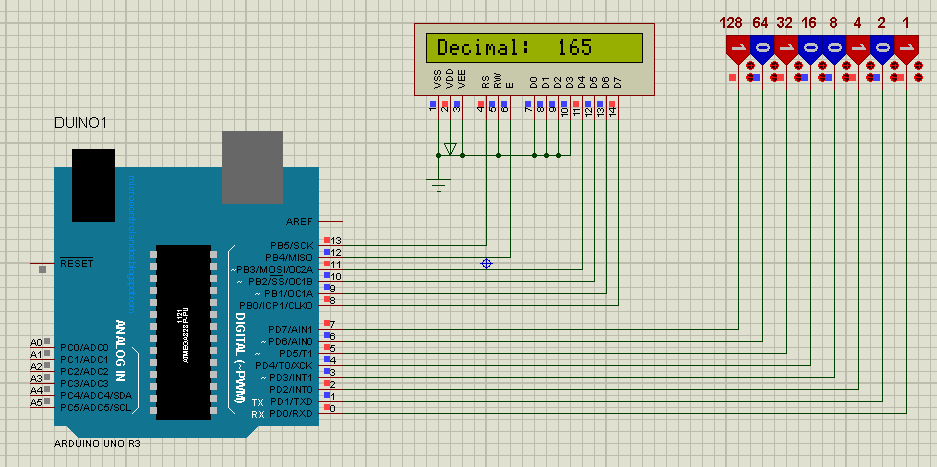 128 64 32 16 8 4 2 1
1 0 1 0 0 1 0 1
Decimal: 165
VSS VDD VEE RS RW E D0 D1 D2 D3 D4 D5 D6 D7
1 2 3 4 5 6 7 8 9 10 11 12 13 14
DUINO1
AREF
RESET
PB5/SCK 13
PB4/MISO 12
~PB3/MOSI/OC2A 11
~PB2/SS/OC1B 10
~PB1/OC1A 9
PB0/ICP1/CLKO 8
PD7/AIN1 7
~PD6/AIN0 6
~PD5/T1 5
PD4/T0/XCK 4
~PD3/INT1 3
PD2/INT0 2
TX PD1/TXD 1
RX PD0/RXD 0
DIGITAL (~PWM)
1121
ATMEGA328P-PU
ANALOG IN
A0 PC0/ADC0
A1 PC1/ADC1
A2 PC2/ADC2
A3 PC3/ADC3
A4 PC4/ADC4/SDA
A5 PC5/ADC5/SCL
ARDUINO UNO R3